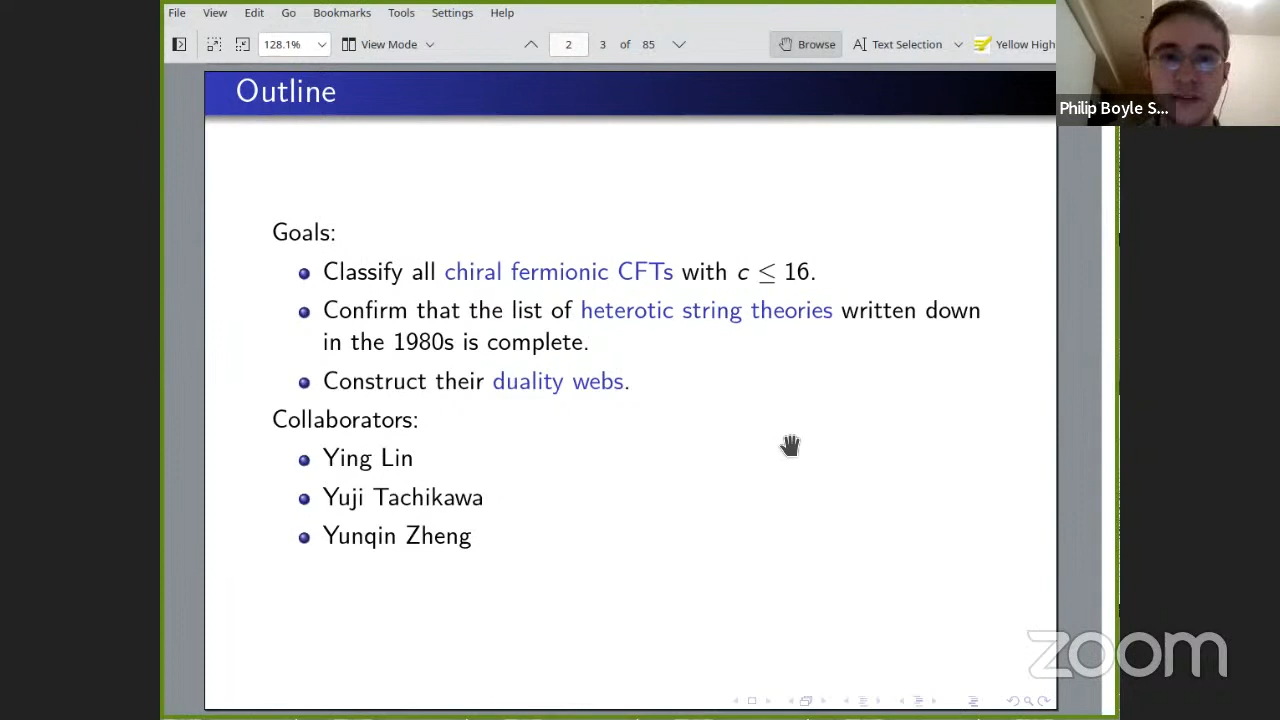 File View Edit Go Bookmarks Tools Settings Help
128.1% View Mode 2 3 of 85 Browse Text Selection Yellow High
Outline
Philip Boyle S...
Goals:
Classify all chiral fermionic CFTs with c ≤ 16.
Confirm that the list of heterotic string theories written down
in the 1980s is complete.
Construct their duality webs.
Collaborators:
Ying Lin
Yuji Tachikawa
Yunqin Zheng
zoom